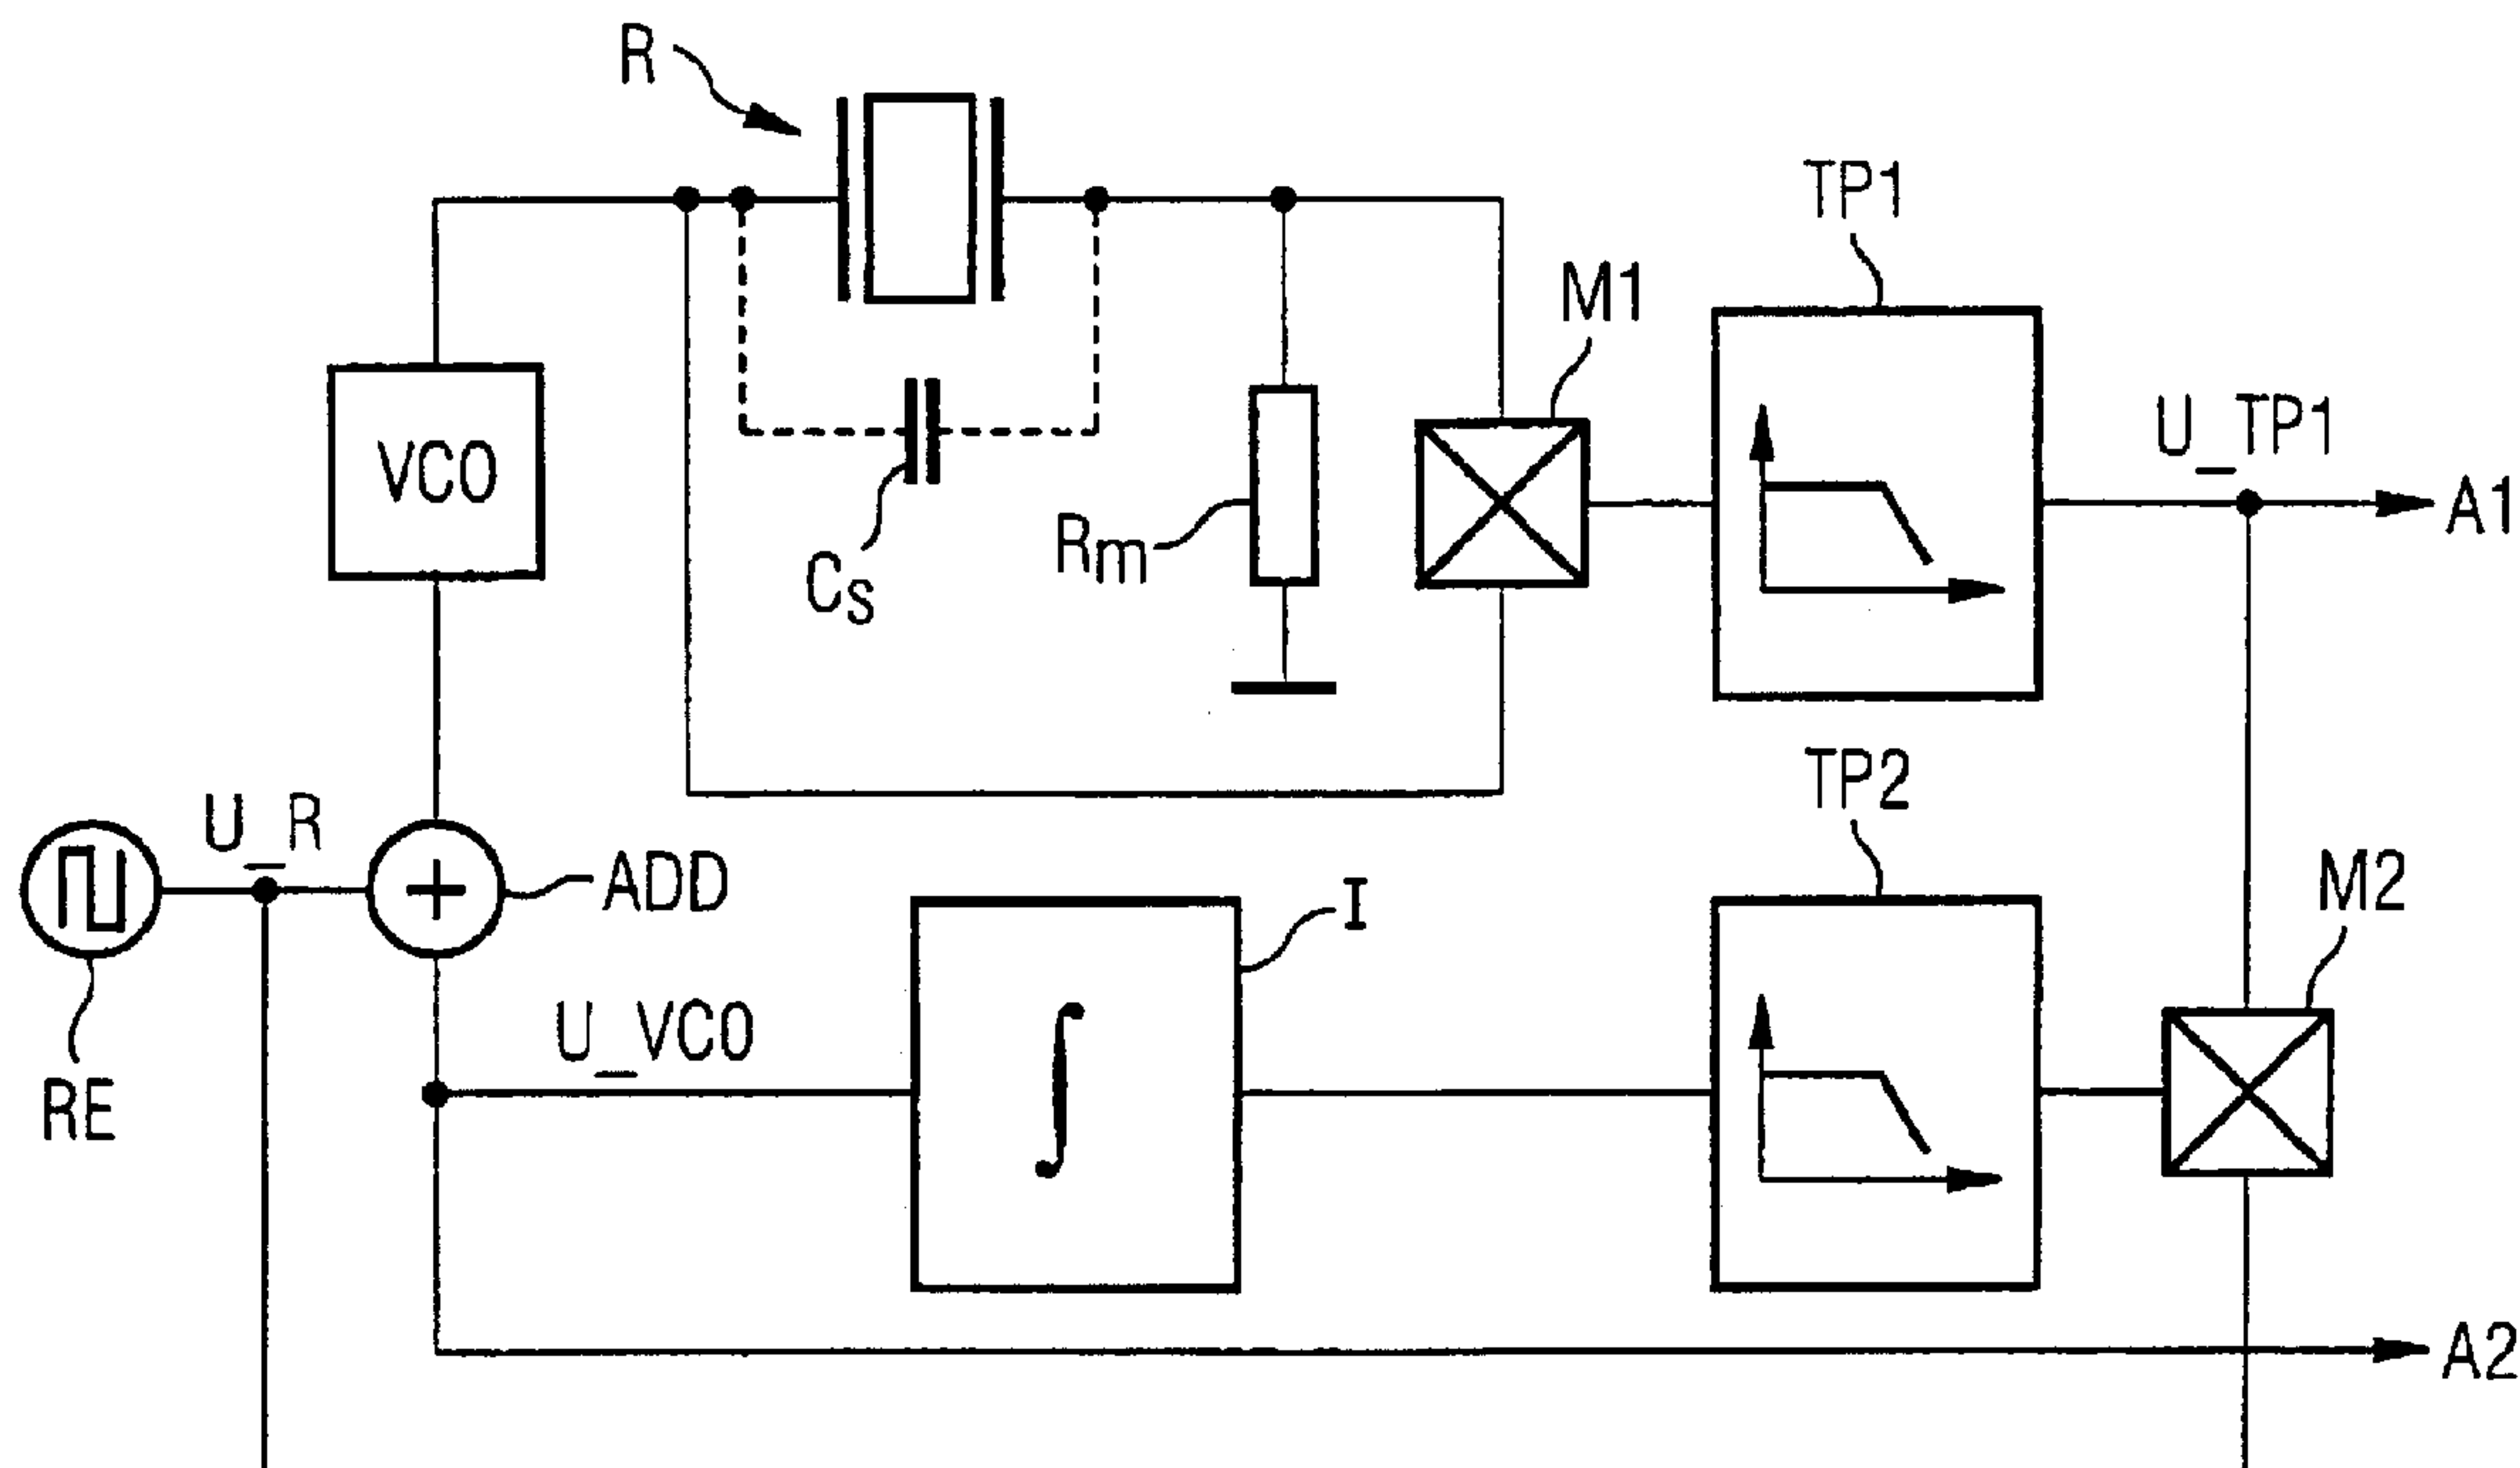 R
TP1
M1
U_TP1
VCO
A1
Rm
Cs
TP2
U_R
ADD
I
M2
U_VCO
RE
A2